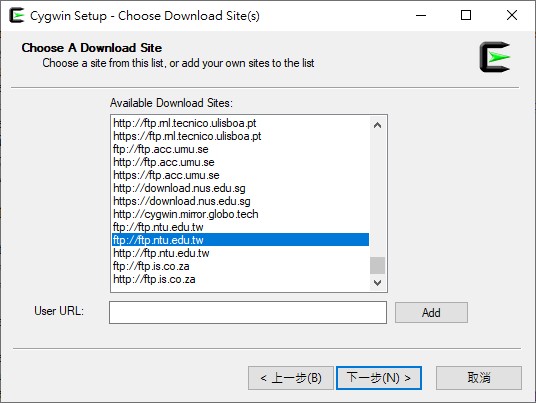 Cygwin Setup - Choose Download Site(s)
Choose A Download Site
Choose a site from this list, or add your own sites to the list
Available Download Sites:
http://ftp.rnl.tecnico.ulisboa.pt
https://ftp.rnl.tecnico.ulisboa.pt
ftp://ftp.acc.umu.se
http://ftp.acc.umu.se
https://ftp.acc.umu.se
http://download.nus.edu.sg
https://download.nus.edu.sg
http://cygwin.mirror.globo.tech
ftp://ftp.ntu.edu.tw
ftp://ftp.ntu.edu.tw
http://ftp.ntu.edu.tw
ftp://ftp.is.co.za
http://ftp.is.co.za
User URL:
Add
< 上一步(B)
下一步(N) >
取消